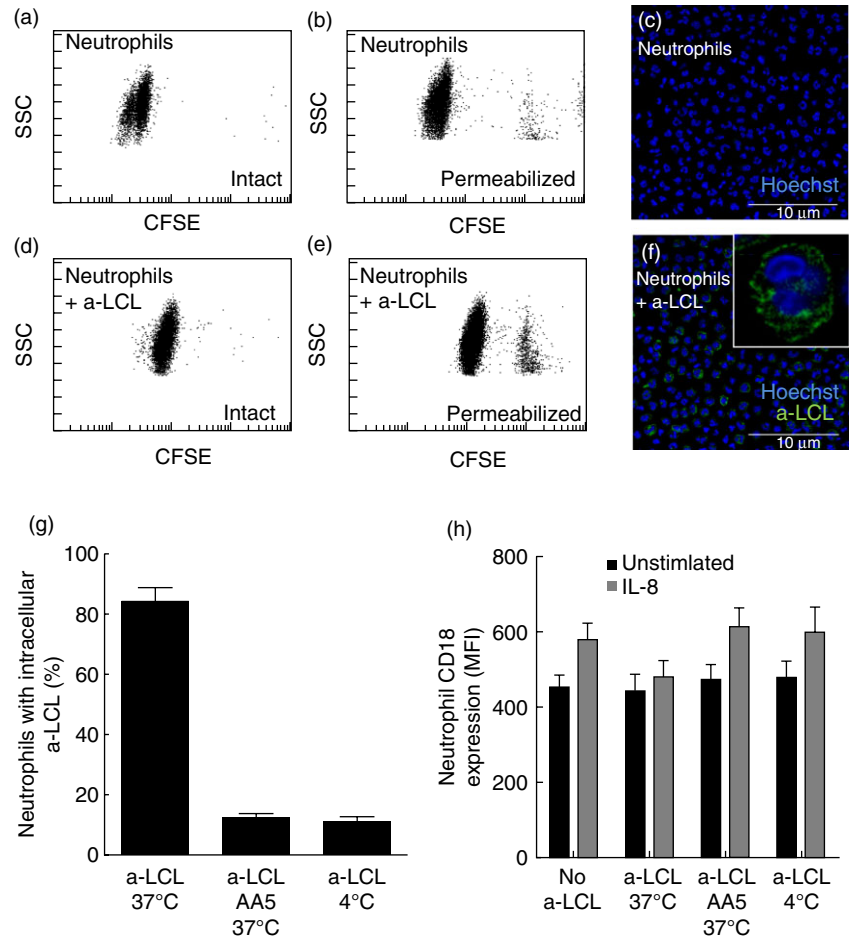 (a)
Neutrophils
SSC
Intact
CFSE
(b)
Neutrophils
SSC
Permeabilized
CFSE
(c)
Neutrophils
Hoechst
10 μm
(d)
Neutrophils
+ a-LCL
SSC
Intact
CFSE
(e)
Neutrophils
+ a-LCL
SSC
Permeabilized
CFSE
(f)
Neutrophils
+ a-LCL
Hoechst
a-LCL
10 μm
(g)
Neutrophils with intracellular
a-LCL (%)
100
80
60
40
20
0
a-LCL
37°C
a-LCL
AA5
37°C
a-LCL
4°C
(h)
Neutrophil CD18
expression (MFI)
800
600
400
200
0
Unstimlated
IL-8
No
a-LCL
a-LCL
37°C
a-LCL
AA5
37°C
a-LCL
4°C